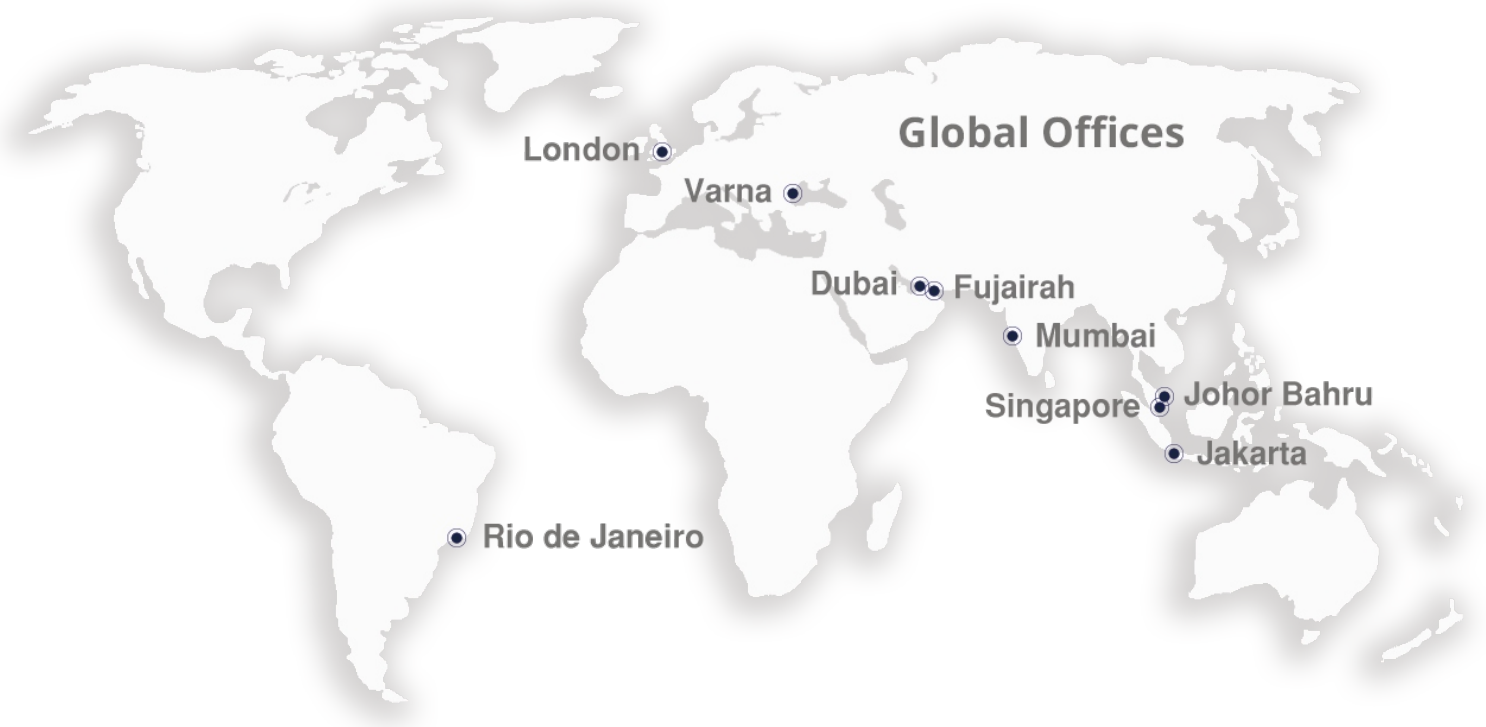 Global Offices
London
Varna
Dubai
Fujairah
Mumbai
Johor Bahru
Singapore
Jakarta
Rio de Janeiro